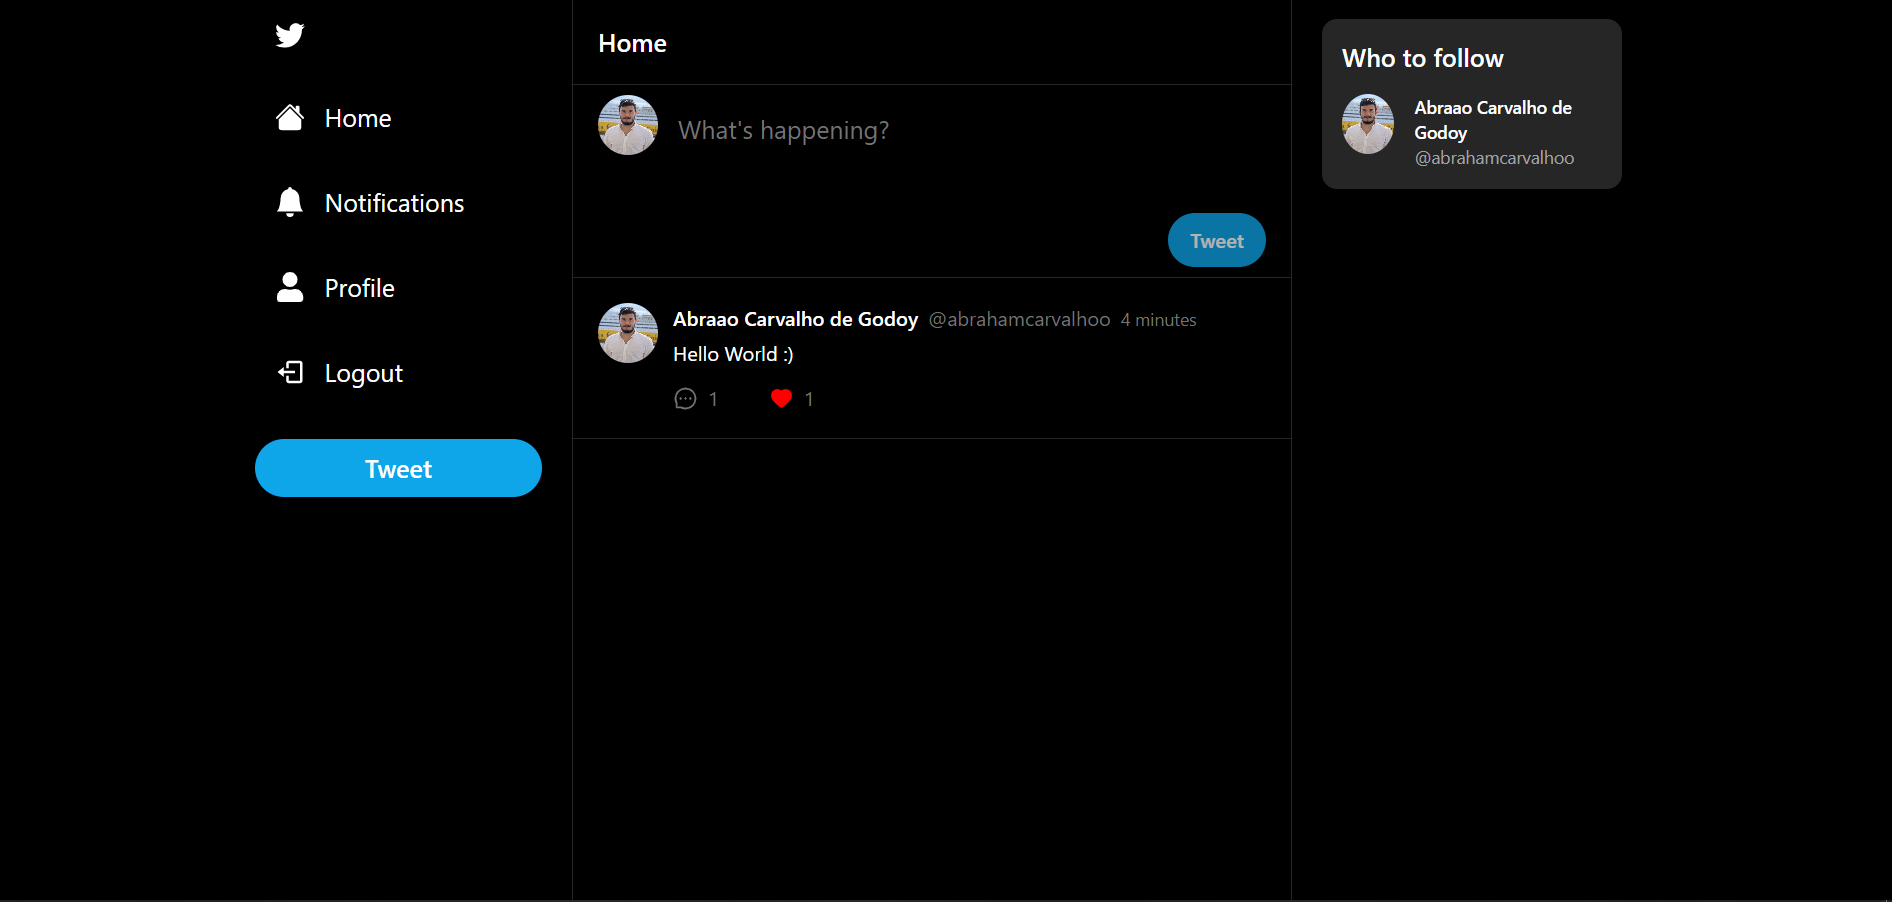 Home
Notifications
Profile
Logout
Tweet
Home
What's happening?
Tweet
Abraao Carvalho de Godoy @abrahamcarvalhoo 4 minutes
Hello World :)
1 1
Who to follow
Abraao Carvalho de
Godoy
@abrahamcarvalhoo